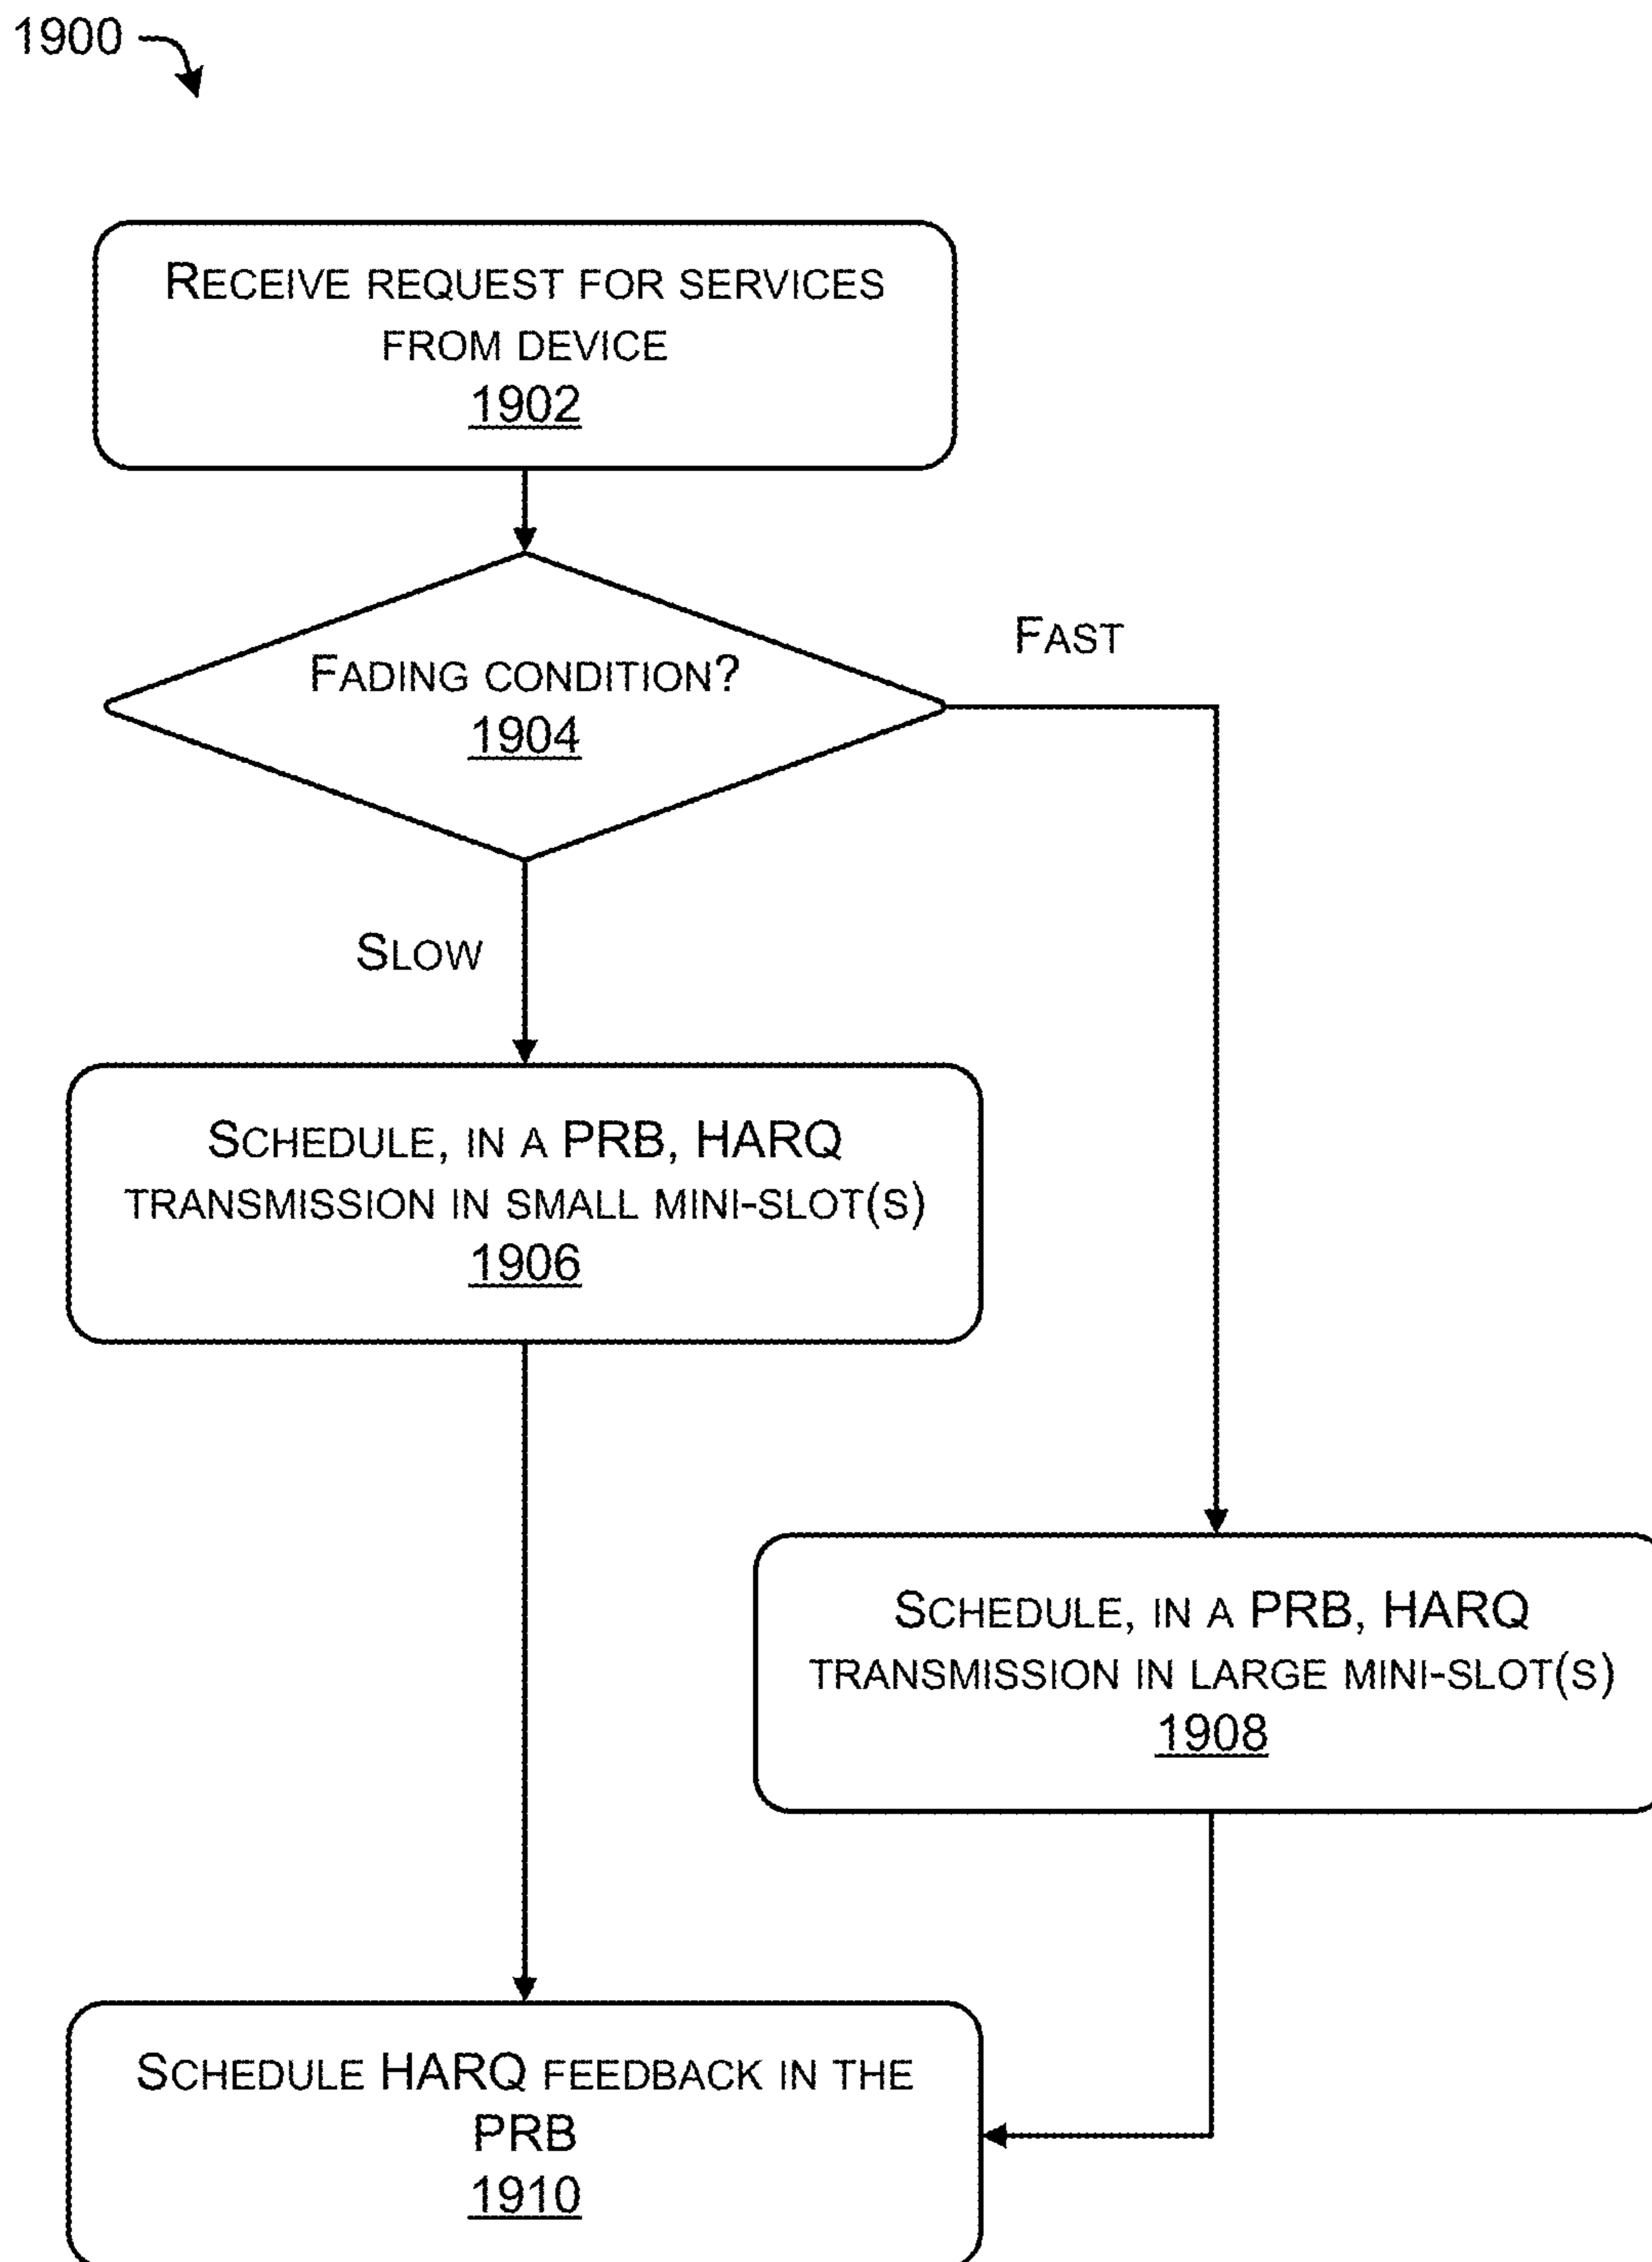 1900
RECEIVE REQUEST FOR SERVICES
FROM DEVICE
1902
FADING CONDITION?
1904
FAST
SLOW
SCHEDULE, IN A PRB, HARQ
TRANSMISSION IN SMALL MINI-SLOT(S)
1906
SCHEDULE, IN A PRB, HARQ
TRANSMISSION IN LARGE MINI-SLOT(S)
1908
SCHEDULE HARQ FEEDBACK IN THE
PRB
1910